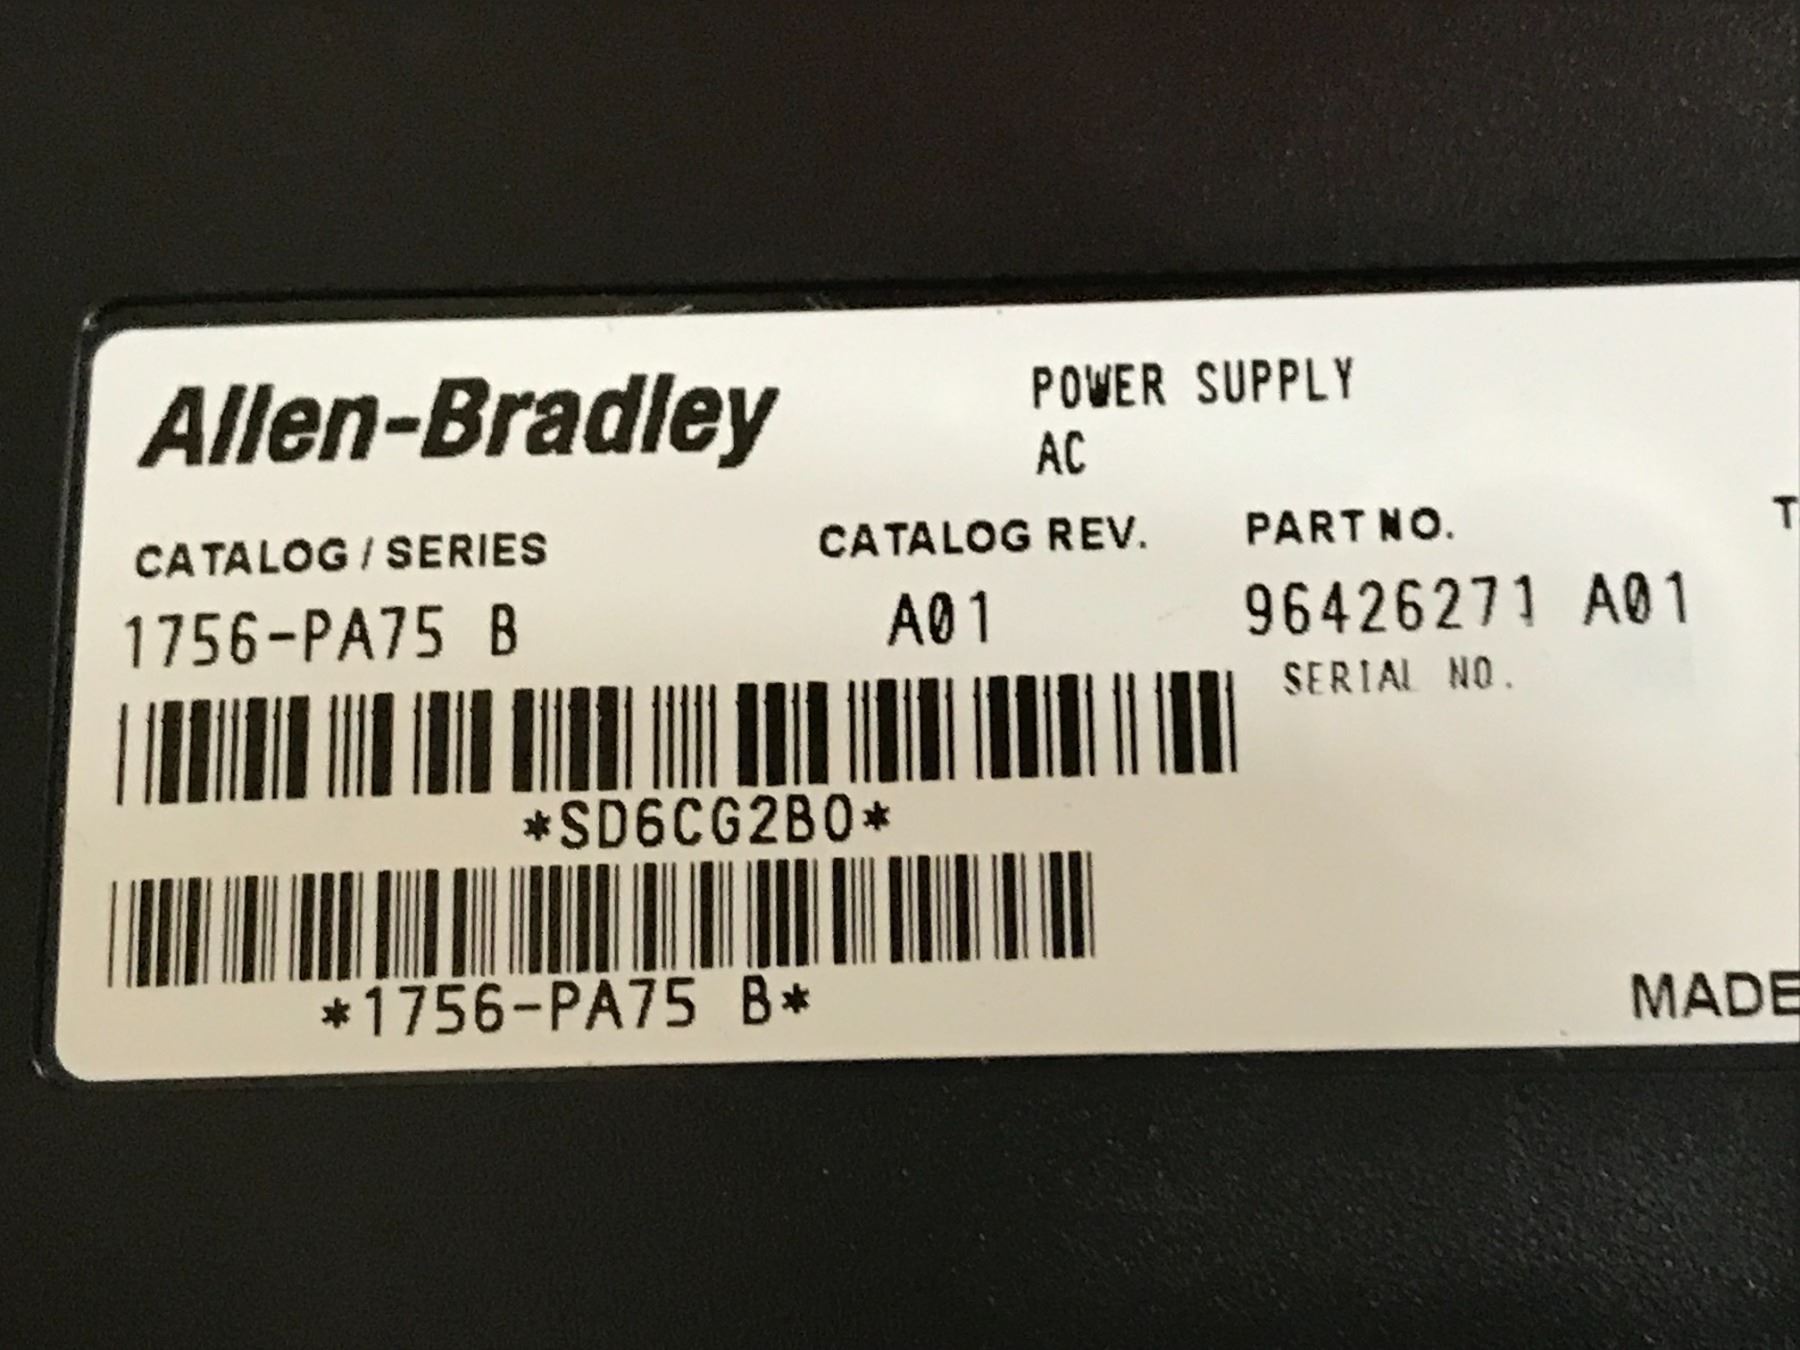 Allen-Bradley
POWER SUPPLY
AC
CATALOG / SERIES CATALOG REV. PART NO.
1756-PA75 B A01 96426271 A01
SERIAL NO.
*SD6CG2B0*
*1756-PA75 B*
MADE